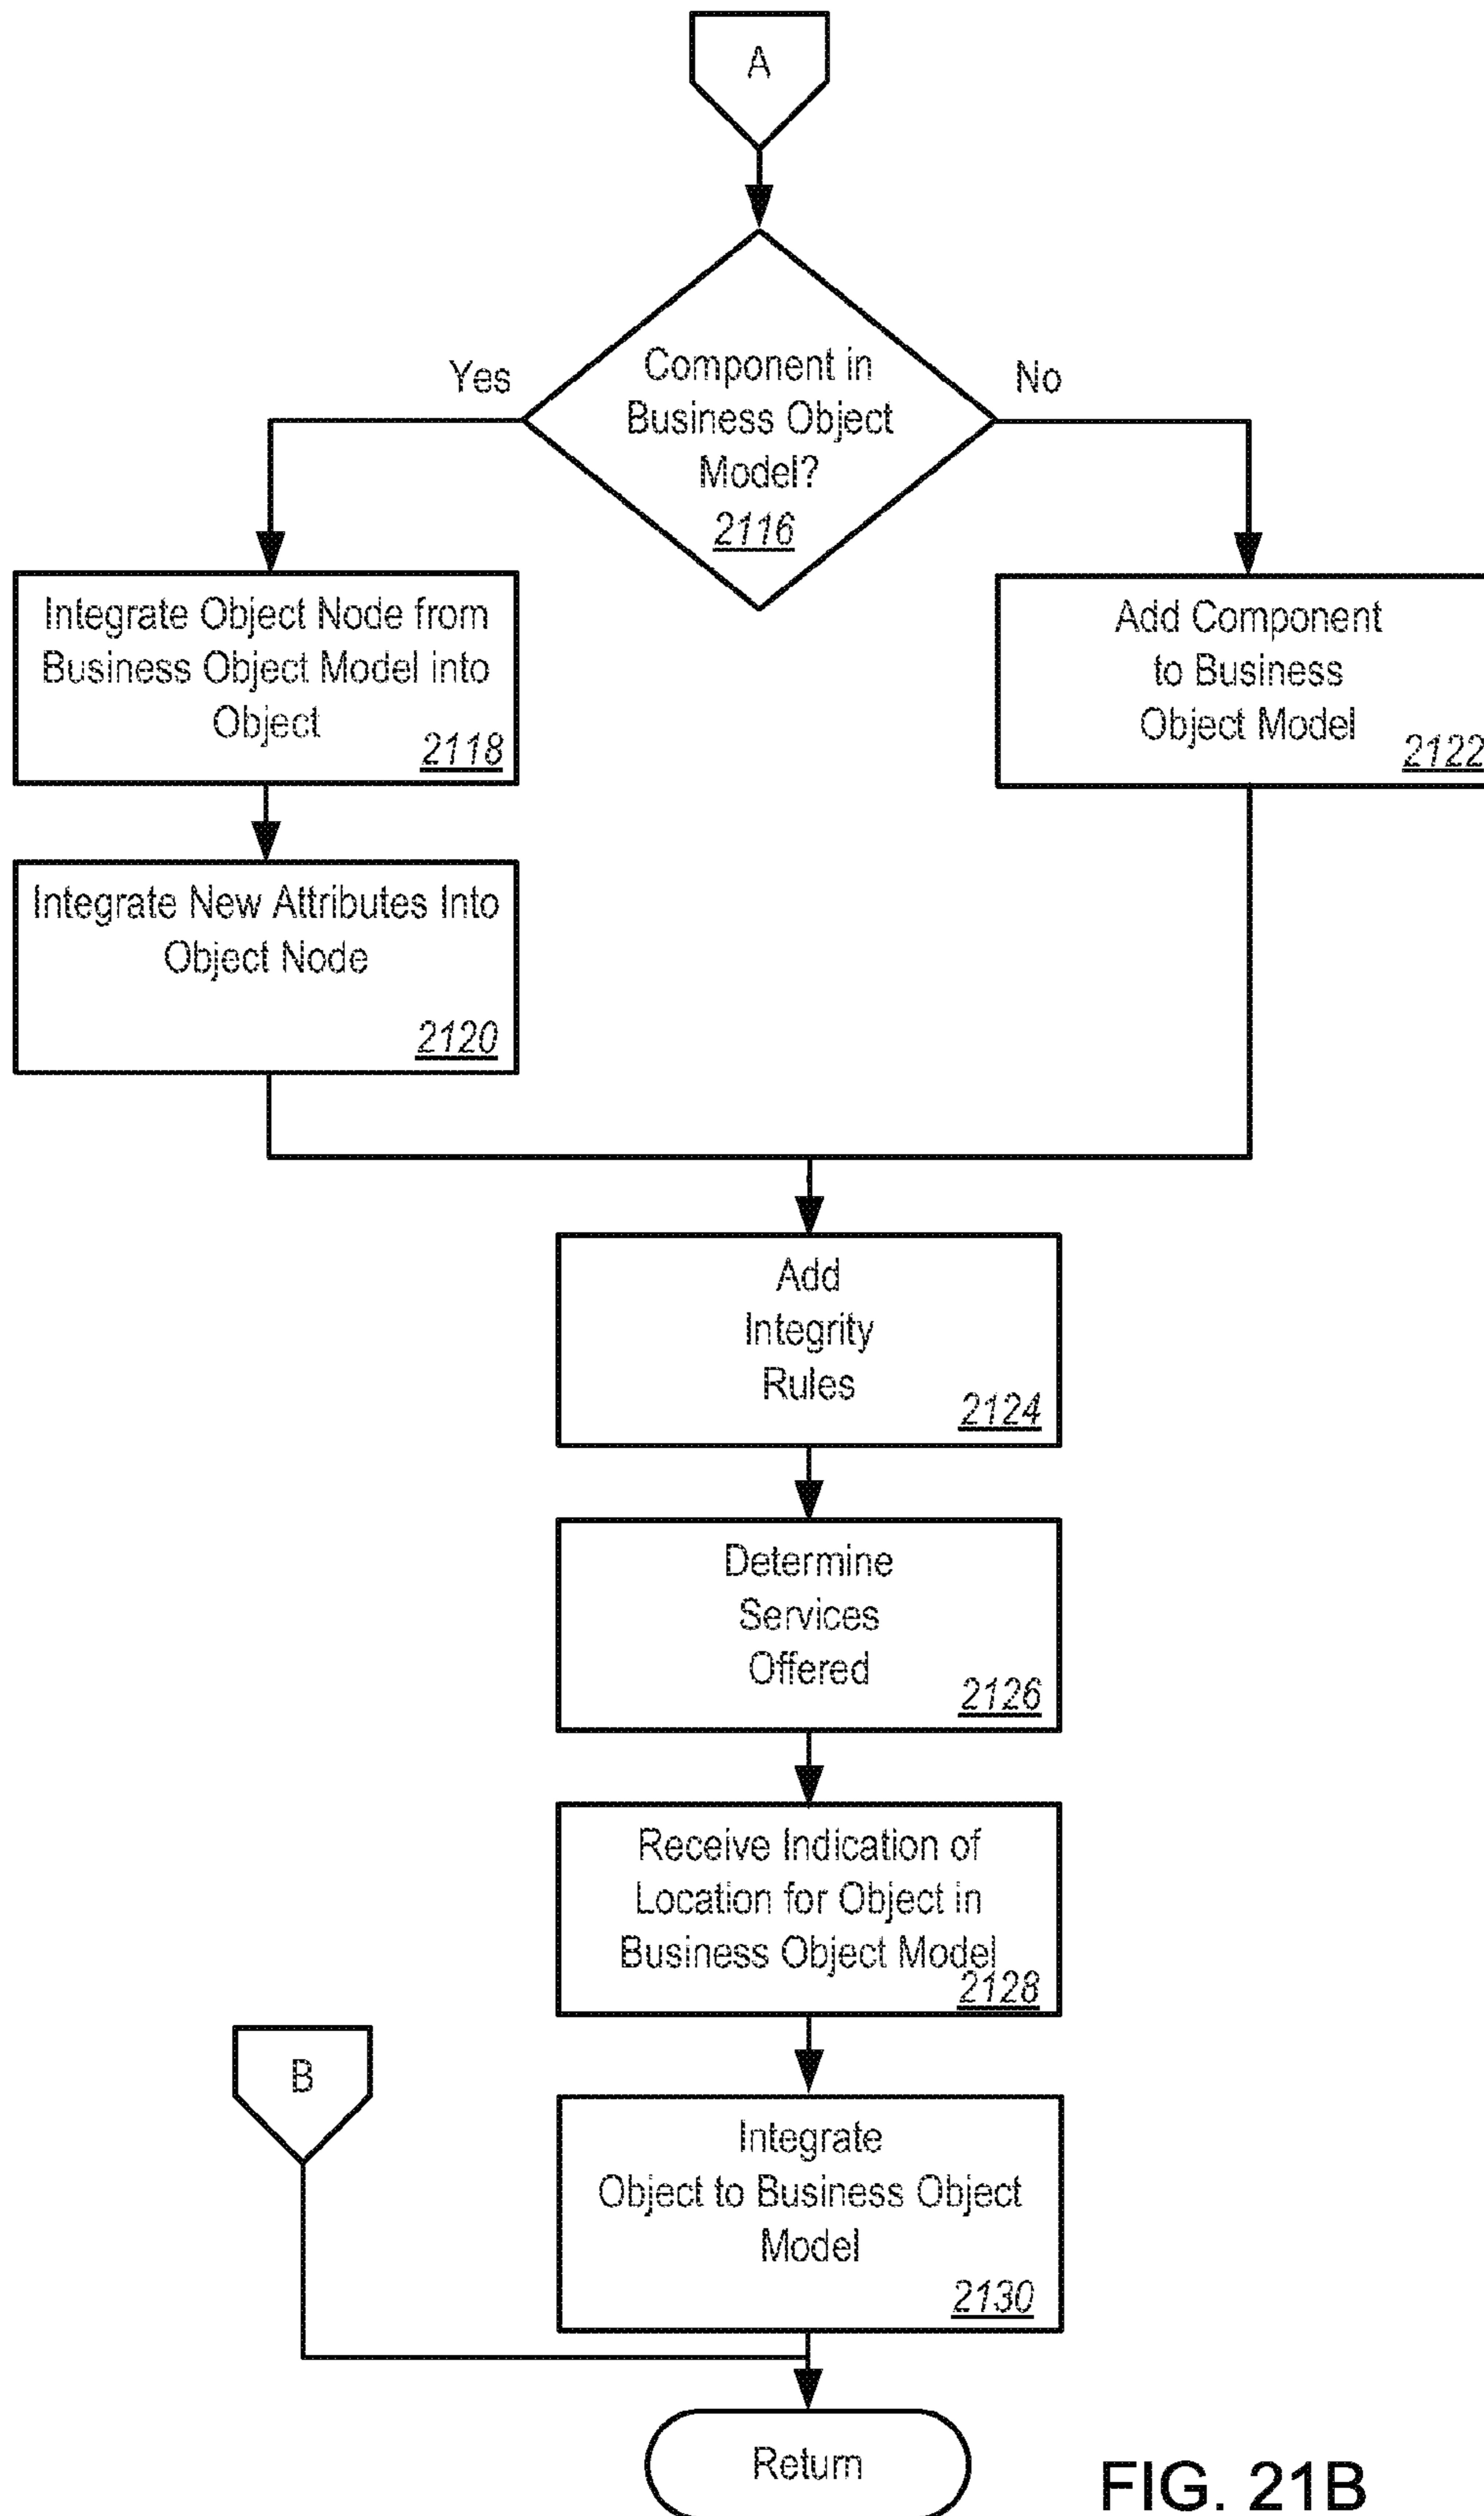 A
Component in
Business Object
Model?
2116
Yes
No
Integrate Object Node from
Business Object Model into
Object
2118
Add Component
to Business
Object Model
2122
Integrate New Attributes Into
Object Node
2120
Add
Integrity
Rules
2124
Determine
Services
Offered
2126
Receive Indication of
Location for Object in
Business Object Model
2128
B
Integrate
Object to Business Object
Model
2130
Return
FIG. 21B